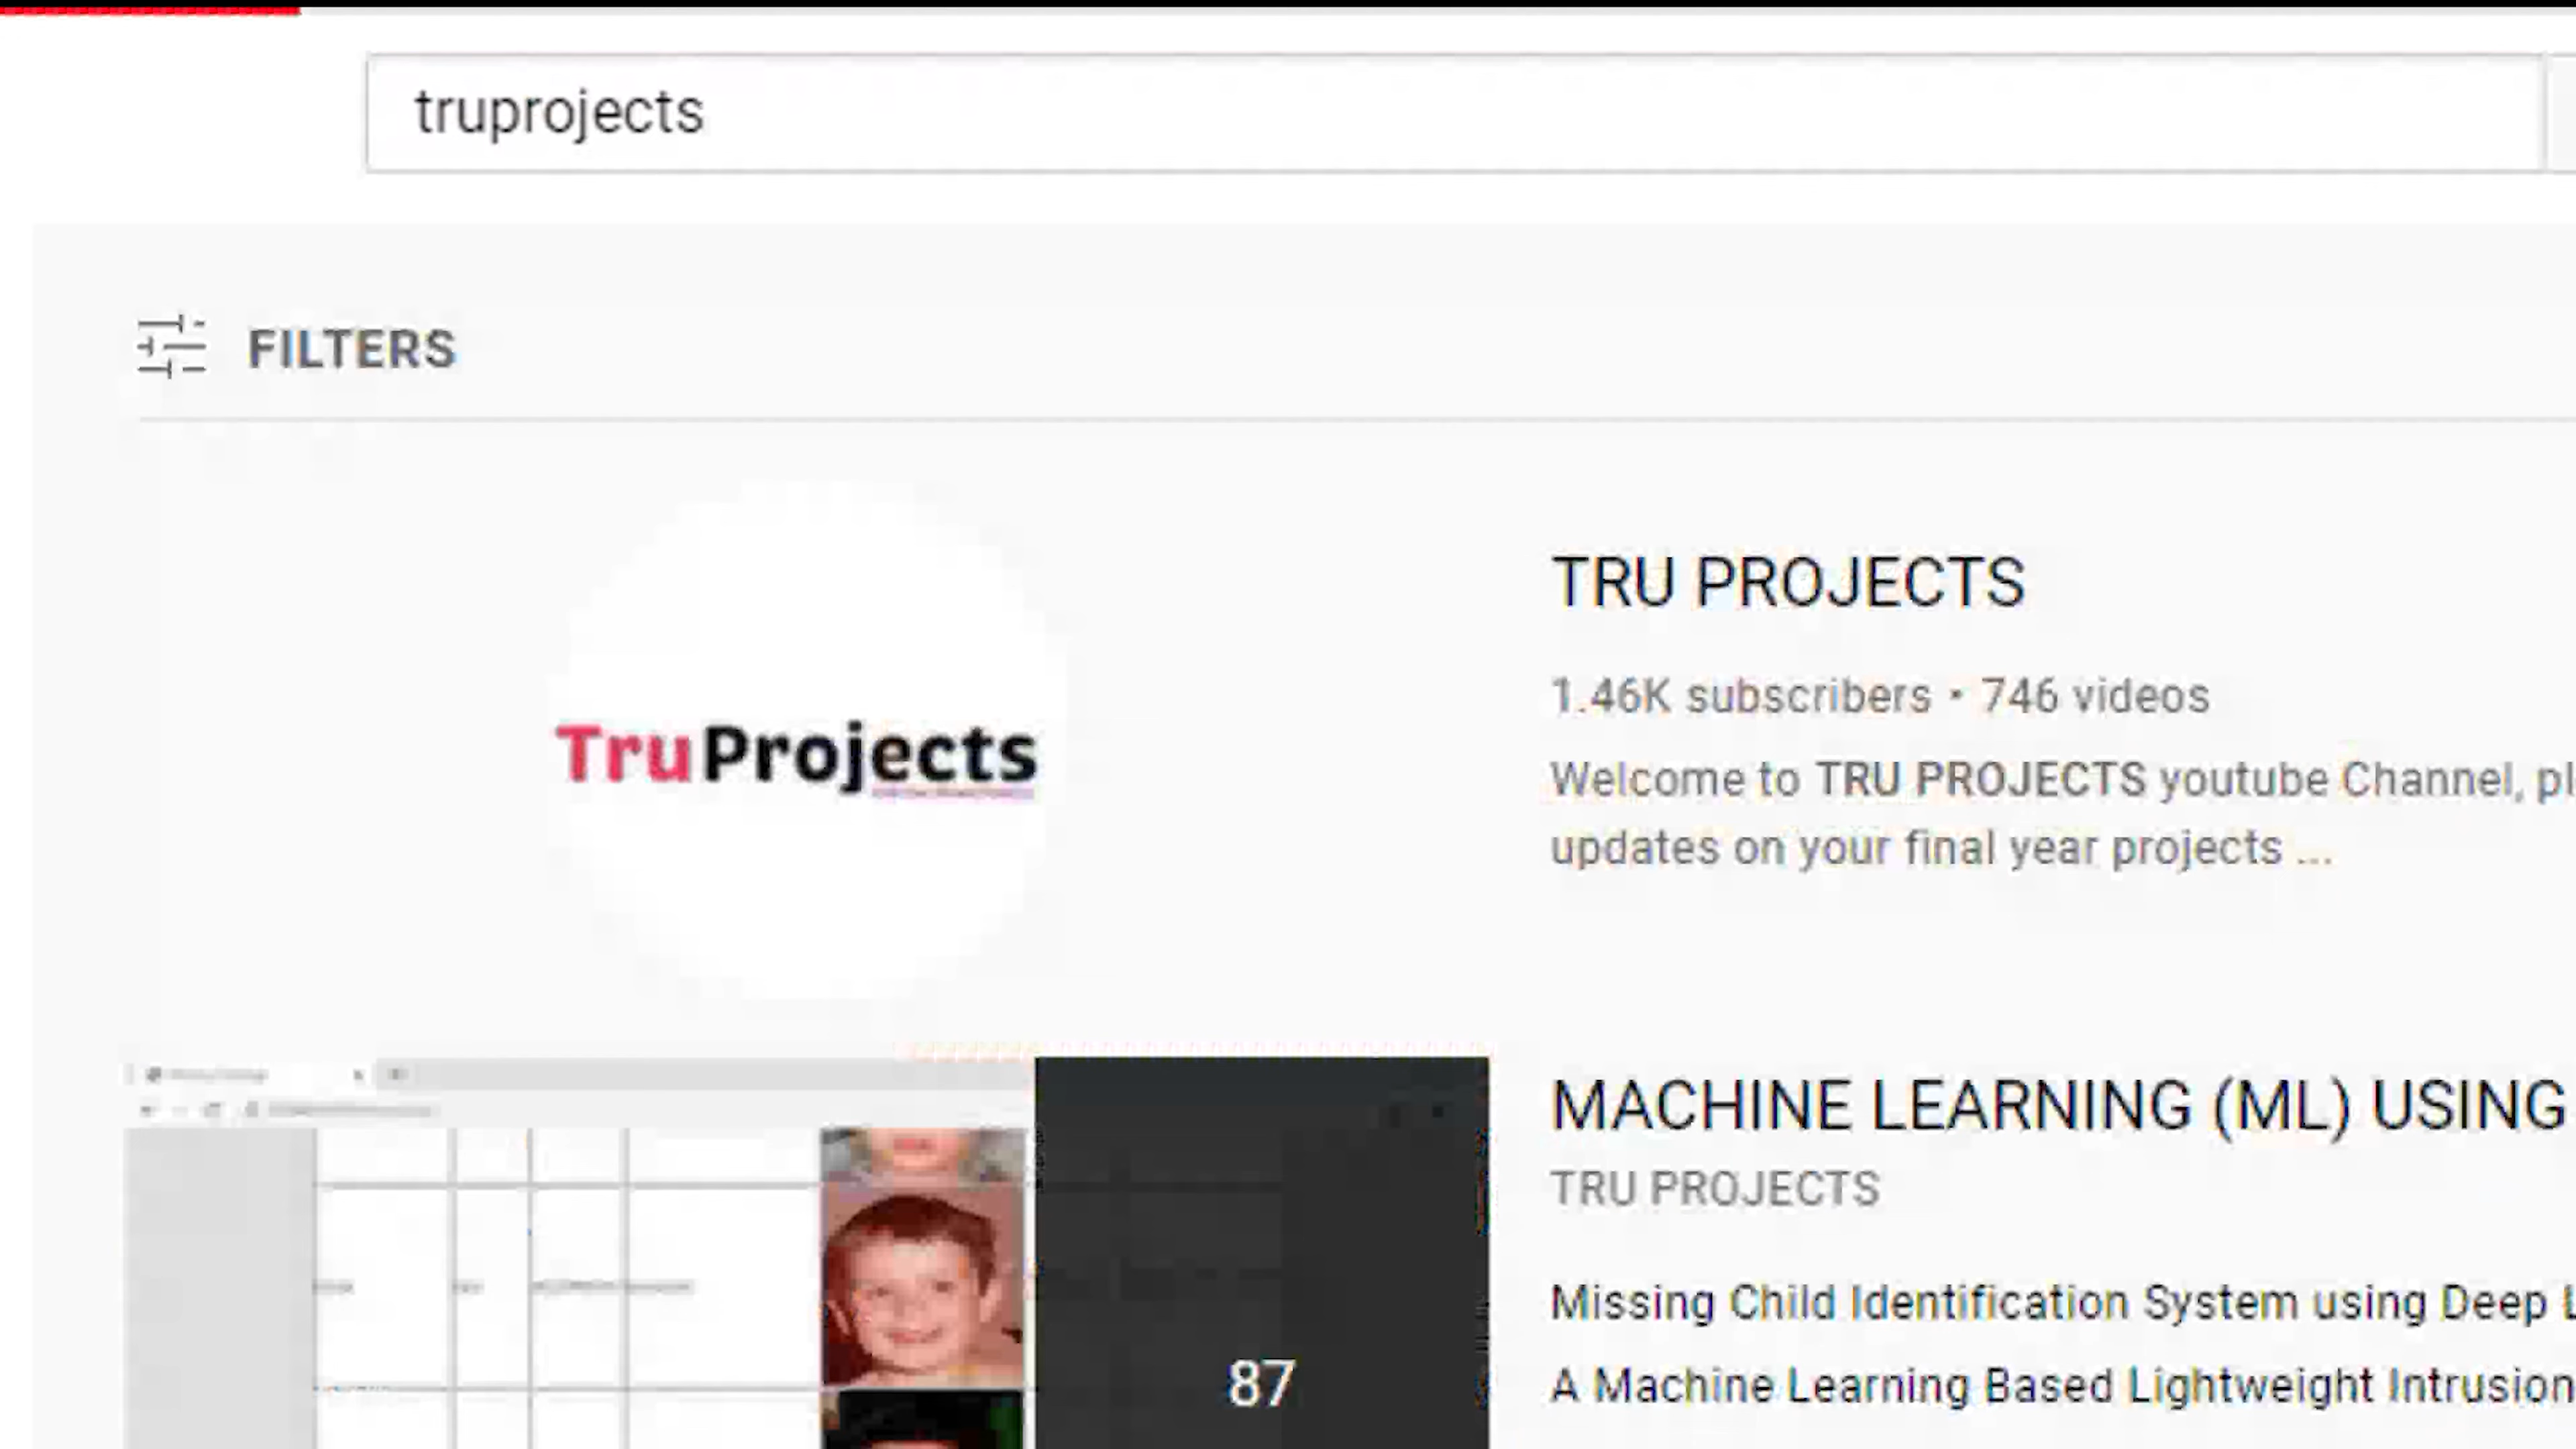 truprojects
FILTERS
TruProjects
TRU PROJECTS
1.46K subscribers • 746 videos
Welcome to TRU PROJECTS youtube Channel, pl
updates on your final year projects ...
MACHINE LEARNING (ML) USING
TRU PROJECTS
Missing Child Identification System using Deep L
A Machine Learning Based Lightweight Intrusion
87